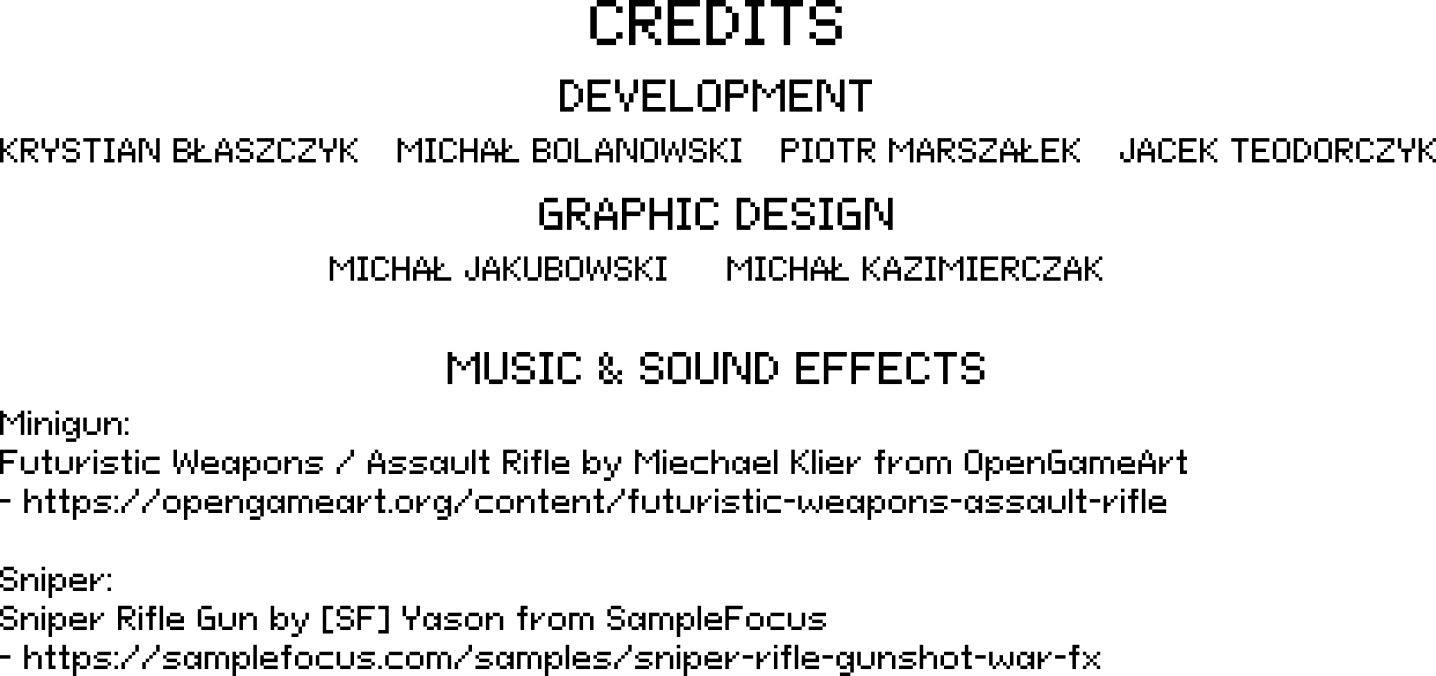 CREDITS
DEVELOPMENT
KRYSTIAN BŁASZCZYK MICHAŁ BOLANOWSKI PIOTR MARSZAŁEK JACEK TEODORCZYK
GRAPHIC DESIGN
MICHAŁ JAKUBOWSKI MICHAŁ KAZIMIERCZAK
MUSIC & SOUND EFFECTS
Minigun:
Futuristic Weapons / Assault Rifle by Miechael Klier from OpenGameArt
- https://opengameart.org/content/futuristic-weapons-assault-rifle
Sniper:
Sniper Rifle Gun by [SF] Yason from SampleFocus
- https://samplefocus.com/samples/sniper-rifle-gunshot-war-fx